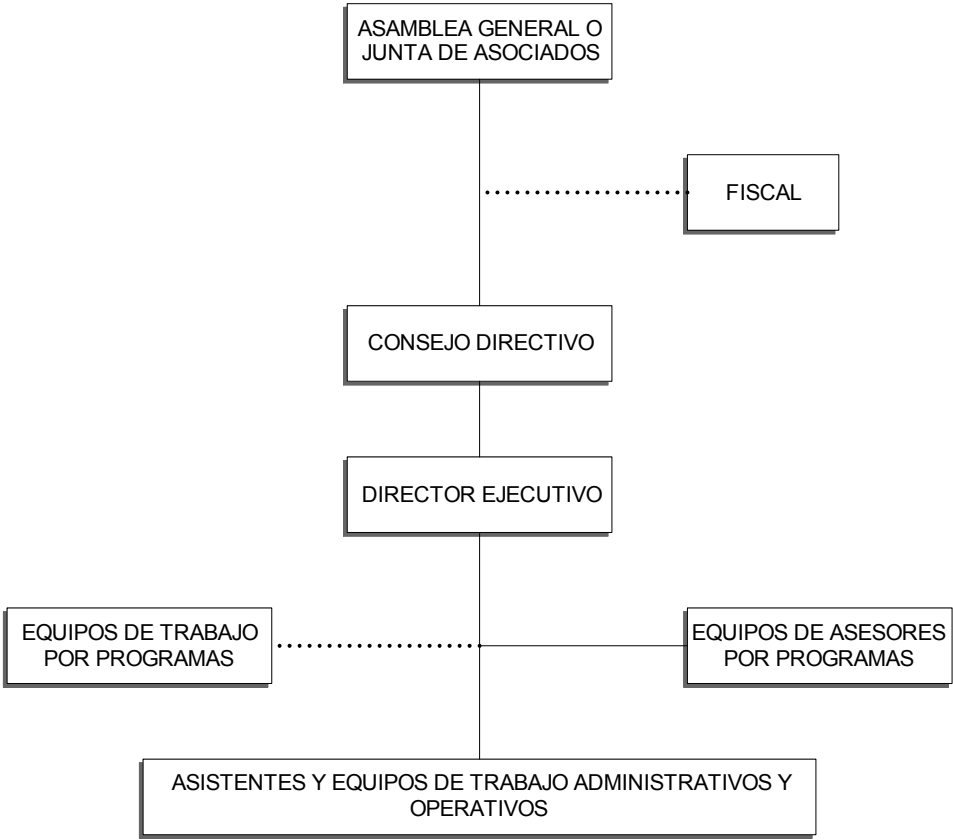 ASAMBLEA GENERAL O
JUNTA DE ASOCIADOS
FISCAL
CONSEJO DIRECTIVO
DIRECTOR EJECUTIVO
EQUIPOS DE TRABAJO
POR PROGRAMAS
EQUIPOS DE ASESORES
POR PROGRAMAS
ASISTENTES Y EQUIPOS DE TRABAJO ADMINISTRATIVOS Y
OPERATIVOS